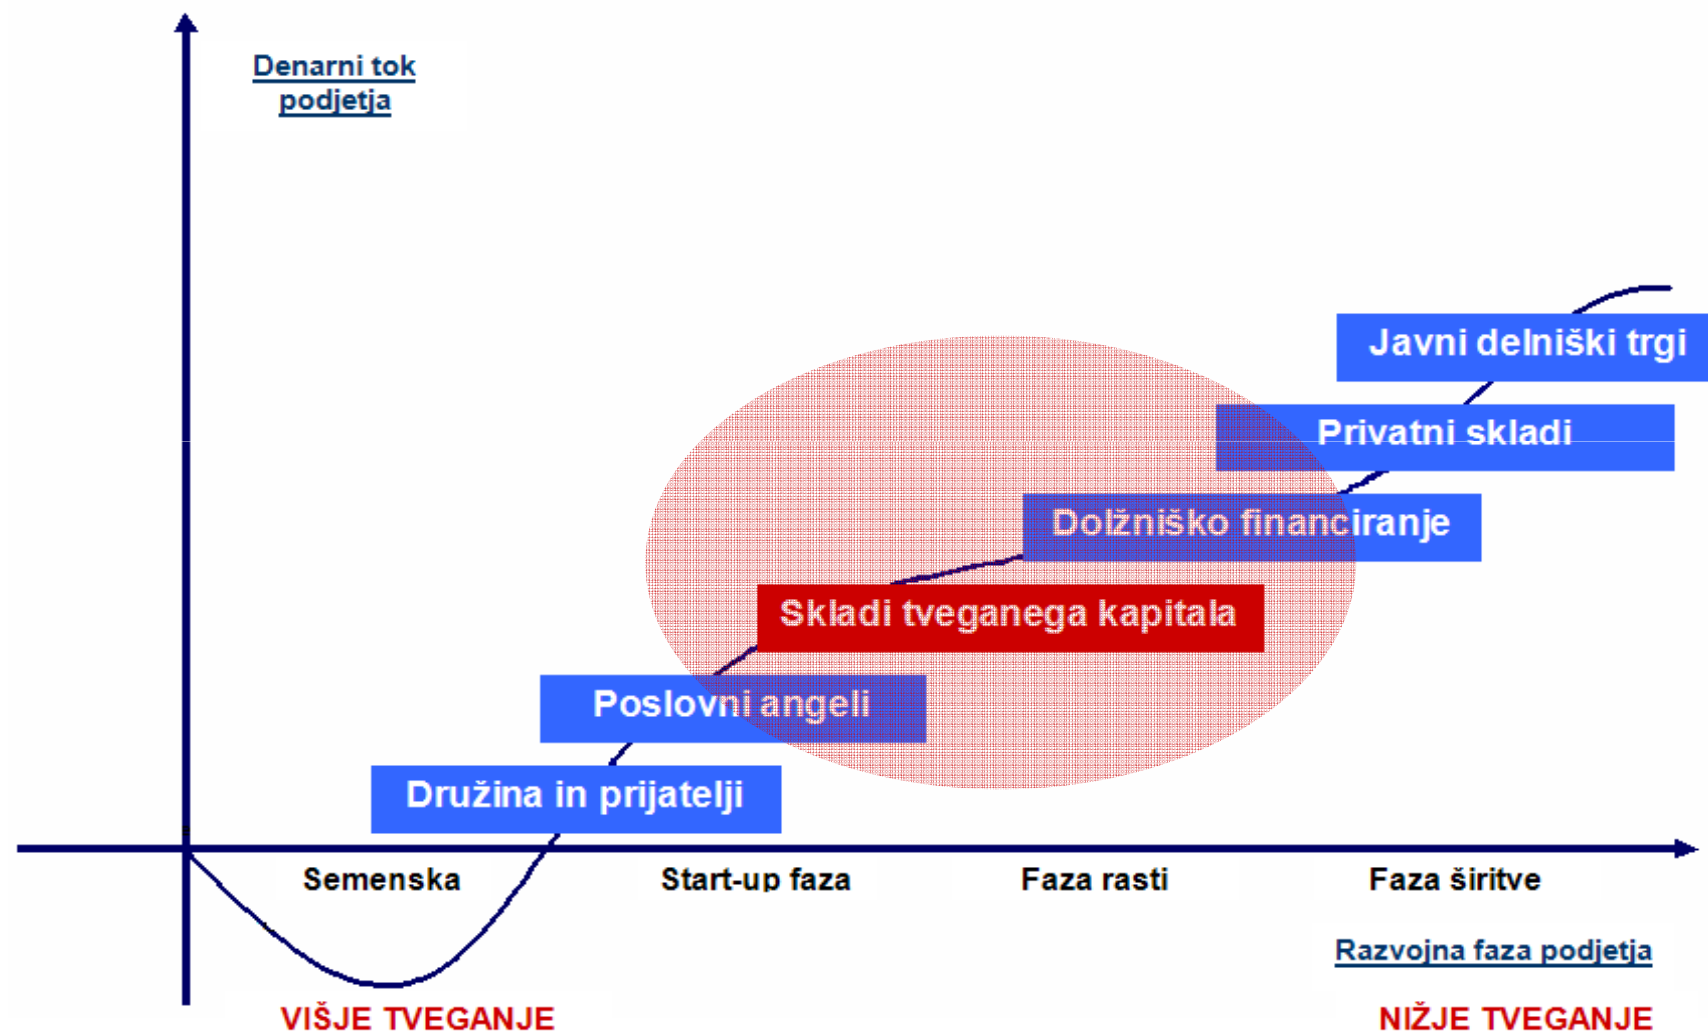 Denarni tok
podjetja
Javni delniški trgi
Privatni skladi
Dolžniško financiranje
Skladi tveganega kapitala
Poslovni angeli
Družina in prijatelji
Semenska
Start-up faza
Faza rasti
Faza širitve
Razvojna faza podjetja
VIŠJE TVEGANJE
NIŽJE TVEGANJE